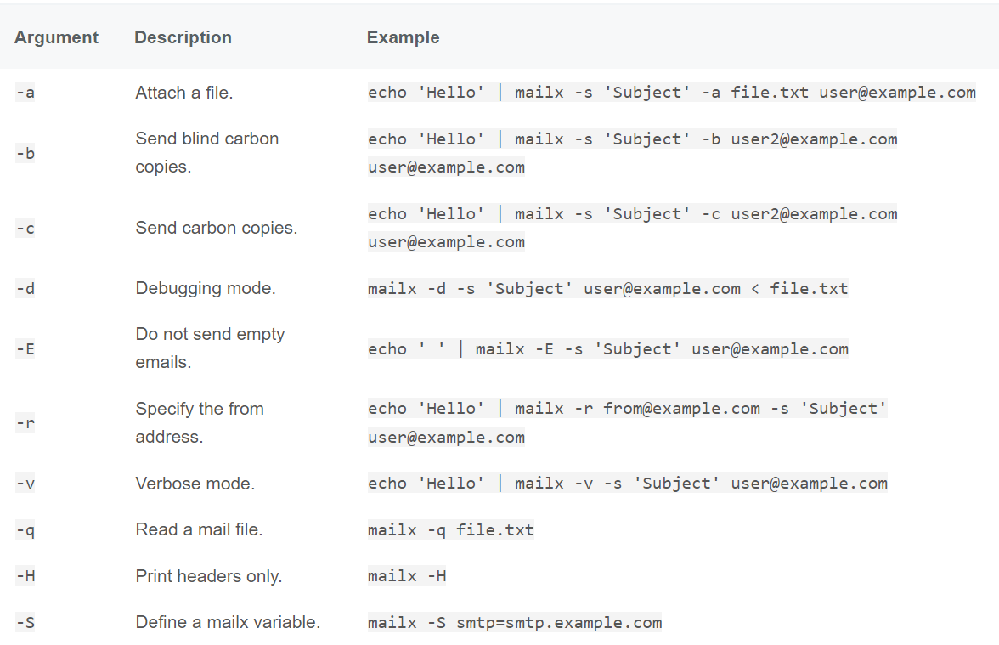 Argument Description Example
-a Attach a file. echo 'Hello' | mailx -s 'Subject' -a file.txt user@example.com
-b Send blind carbon copies. echo 'Hello' | mailx -s 'Subject' -b user2@example.com
user@example.com
-c Send carbon copies. echo 'Hello' | mailx -s 'Subject' -c user2@example.com
user@example.com
-d Debugging mode. mailx -d -s 'Subject' user@example.com < file.txt
-E Do not send empty emails. echo ' ' | mailx -E -s 'Subject' user@example.com
-r Specify the from address. echo 'Hello' | mailx -r from@example.com -s 'Subject'
user@example.com
-v Verbose mode. echo 'Hello' | mailx -v -s 'Subject' user@example.com
-q Read a mail file. mailx -q file.txt
-H Print headers only. mailx -H
-S Define a mailx variable. mailx -S smtp=smtp.example.com